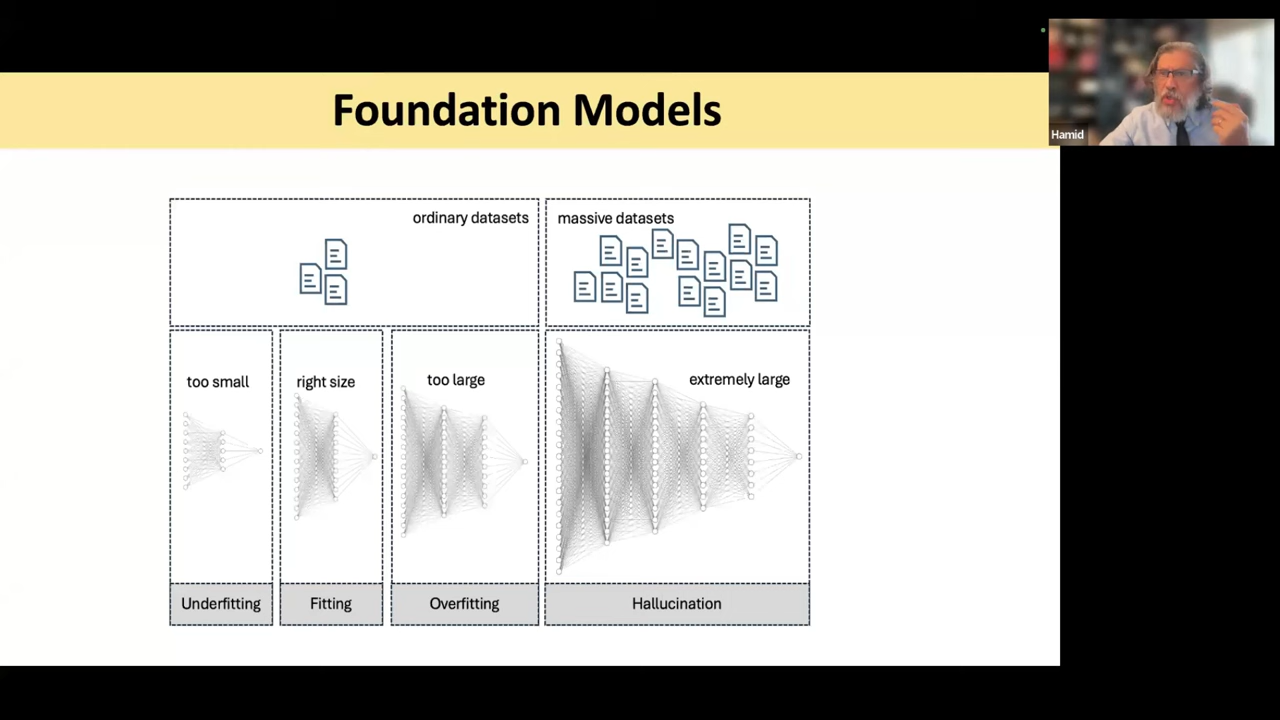 Foundation Models
Hamid
ordinary datasets
massive datasets
too small
right size
too large
extremely large
Underfitting
Fitting
Overfitting
Hallucination